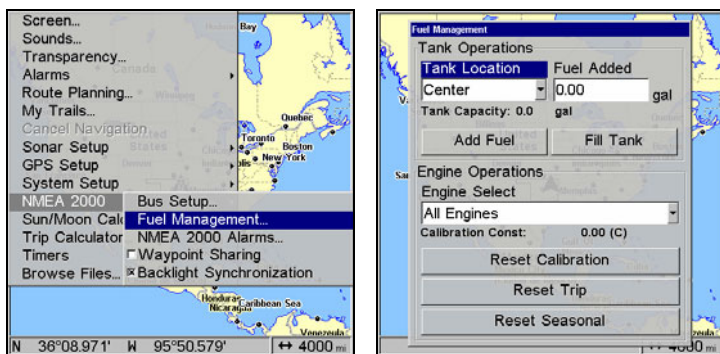 Screen...
Sounds...
Transparency...
Alarms
Route Planning...
My Trails...
Cancel Navigation
Sonar Setup
GPS Setup
System Setup
NMEA 2000
Sun/Moon Calc
Trip Calculator
Timers
Browse Files...
Bus Setup...
Fuel Management...
NMEA 2000 Alarms...
Waypoint Sharing
Backlight Synchronization
Bay
Canada
Quebec
Toronto
Boston
New York
Honduras
Nicarag
Caribbean Sea
Venezuela
N 36°08.971' W 95°50.579' ↔ 4000 mi
Fuel Management
Tank Operations
Tank Location Fuel Added
Center 0.00 gal
Tank Capacity: 0.0 gal
Add Fuel Fill Tank
Engine Operations
Engine Select
All Engines
Calibration Const: 0.00 (C)
Reset Calibration
Reset Trip
Reset Seasonal